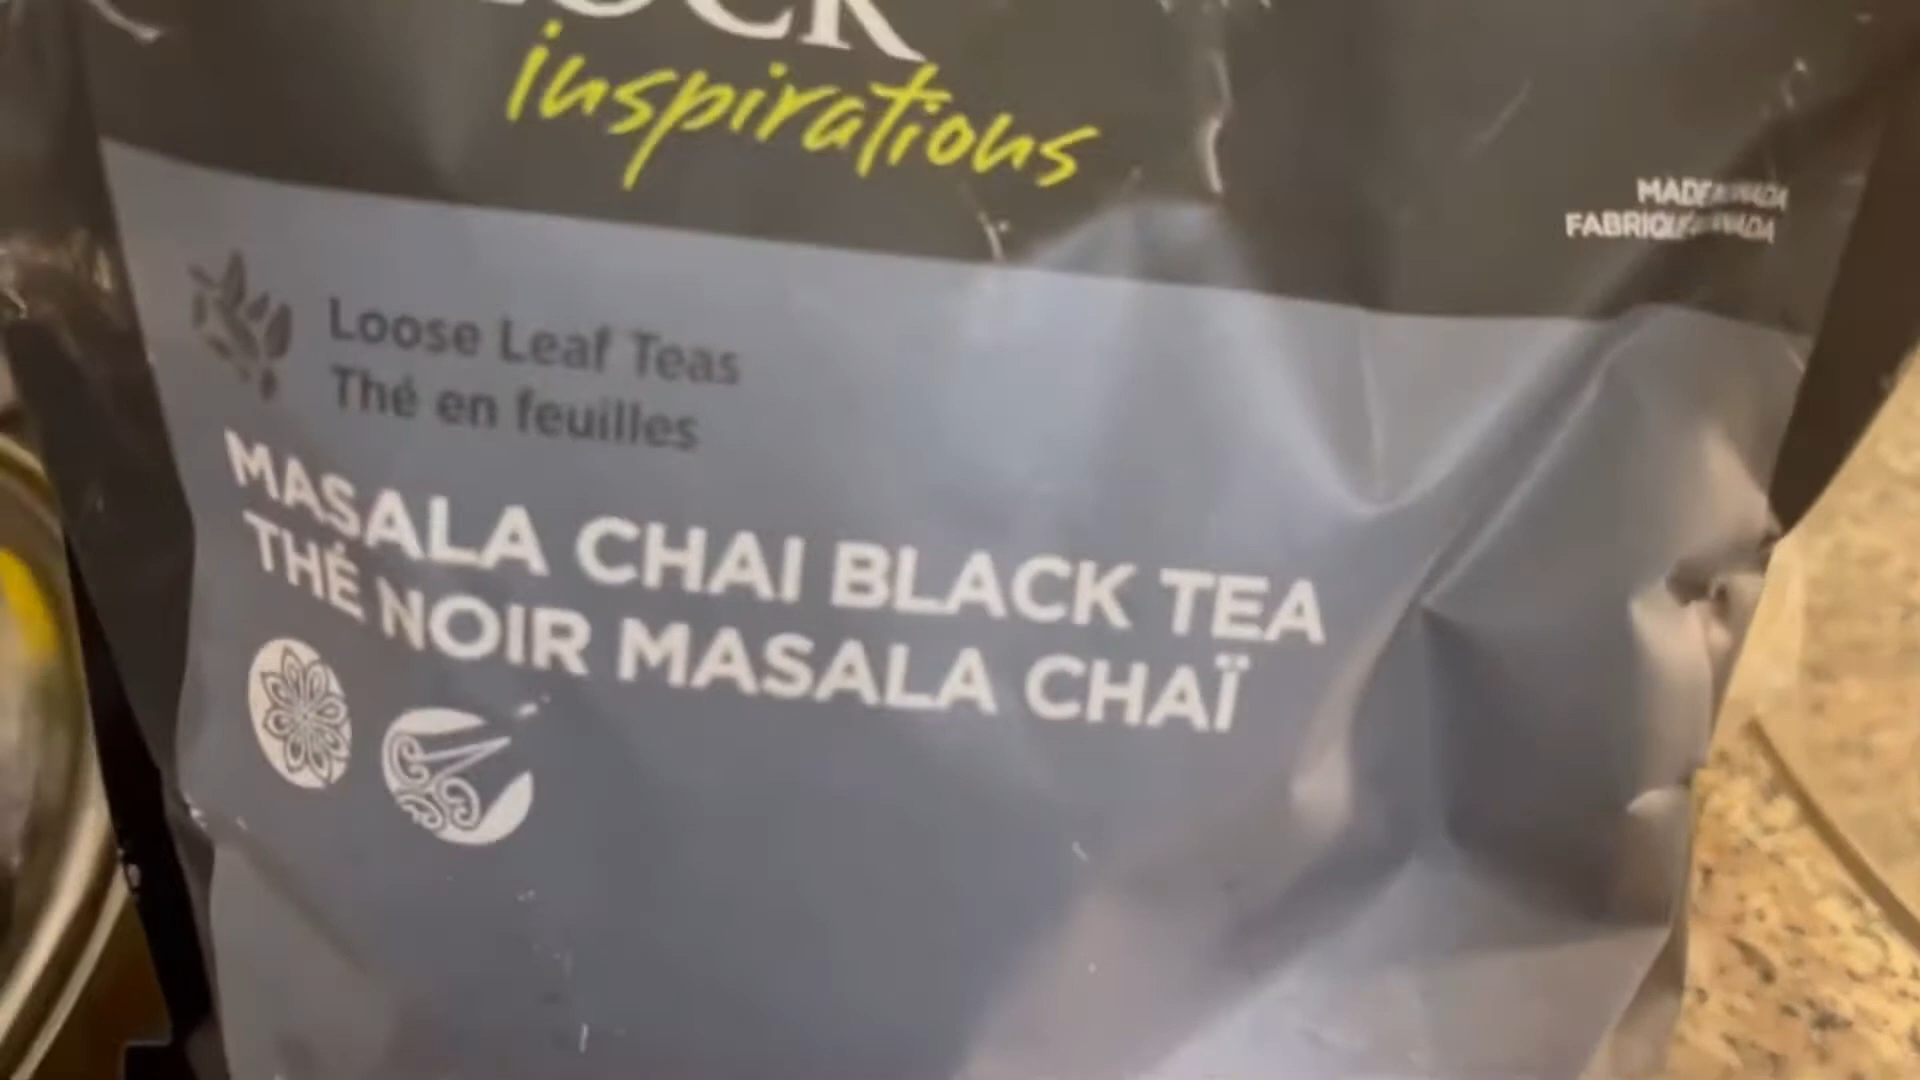 inspirations
Loose Leaf Teas
Thé en feuilles
MASALA CHAI BLACK TEA
THÉ NOIR MASALA CHAÏ